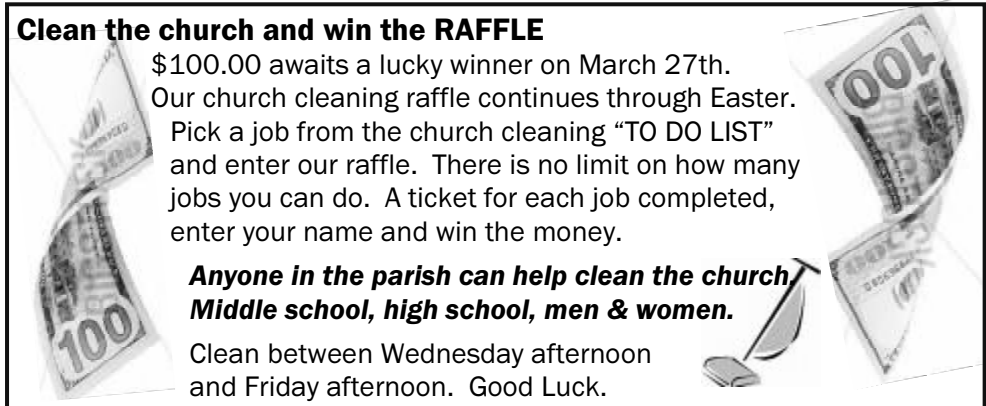 Clean the church and win the RAFFLE
$100.00 awaits a lucky winner on March 27th.
Our church cleaning raffle continues through Easter.
Pick a job from the church cleaning “TO DO LIST”
and enter our raffle.  There is no limit on how many
jobs you can do.  A ticket for each job completed,
enter your name and win the money.
Anyone in the parish can help clean the church,
Middle school, high school, men & women.
Clean between Wednesday afternoon
and Friday afternoon.  Good Luck.
100
100